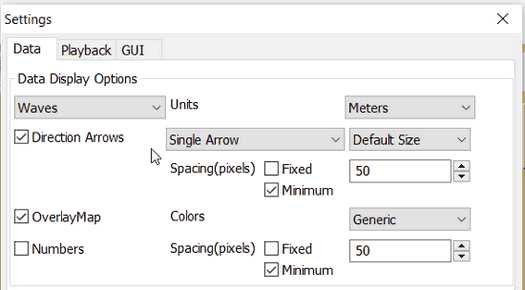 Settings
Data Playback GUI
Data Display Options
Waves Units Meters
Direction Arrows Single Arrow Default Size
Spacing(pixels) Fixed 50
Minimum
OverlayMap Colors Generic
Numbers Spacing(pixels) Fixed 50
Minimum